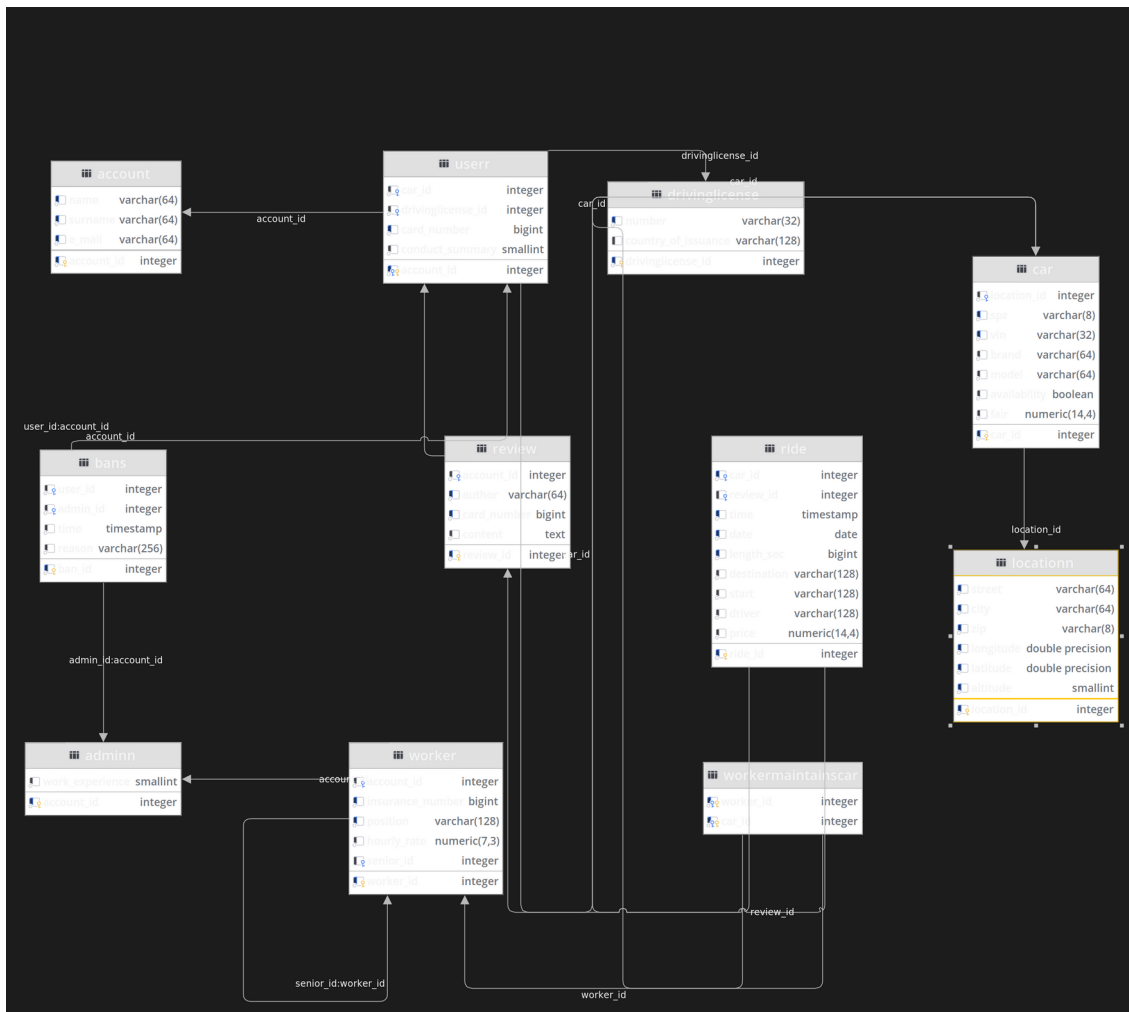 drivinglicense_id
account
name varchar(64)
surname varchar(64)
e_mail varchar(64)
account_id integer
account_id
userr
car_id integer
drivinglicense_id integer
card_number bigint
conduct_summary smallint
account_id integer
car_id
car_id
drivinglicense
number varchar(32)
country_of_issuance varchar(128)
drivinglicense_id integer
car
location_id integer
spz varchar(8)
vin varchar(32)
brand varchar(64)
model varchar(64)
availability boolean
fair numeric(14,4)
car_id integer
user_id:account_id
account_id
bans
user_id integer
admin_id integer
time timestamp
reason varchar(256)
ban_id integer
review
account_id integer
author varchar(64)
card_number bigint
content text
review_id integer
ar_id
ride
car_id integer
review_id integer
time timestamp
date date
length_sec bigint
destination varchar(128)
start varchar(128)
driver varchar(128)
price numeric(14,4)
ride_id integer
location_id
locationn
street varchar(64)
city varchar(64)
zip varchar(8)
longitude double precision
latitude double precision
altitude smallint
location_id integer
admin_id:account_id
adminn
work_experience smallint
account_id integer
accour
worker
account_id integer
insurance_number bigint
position varchar(128)
hourly_rate numeric(7,3)
senior_id integer
worker_id integer
workermaintainscar
worker_id integer
car_id integer
review_id
senior_id:worker_id
worker_id